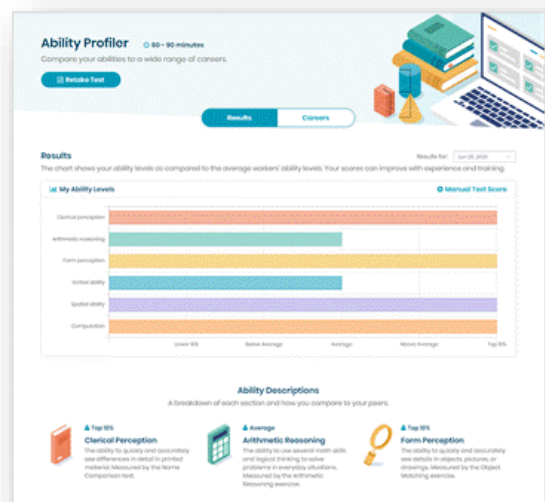 Ability Profiler
60 - 90 minutes
Compare your abilities to a wide range of careers.
Retake Test
Results
Careers
Results
Results for: Jun 25, 2020
The chart shows your ability levels as compared to the average workers' ability levels. Your scores can improve with experience and training.
My Ability Levels
Manual Test Score
Clerical perception
Arithmetic reasoning
Form perception
Verbal ability
Spatial ability
Computation
Lower 10%
Below Average
Average
Above Average
Top 10%
Ability Descriptions
A breakdown of each section and how you compare to your peers.
Top 10%
Clerical Perception
The ability to quickly and accurately
see differences in detail in printed
material. Measured by the Name
Comparison test.
Average
Arithmetic Reasoning
The ability to use several math skills
and logical thinking to solve
problems in everyday situations.
Measured by the Arithmetic
Reasoning exercise.
Top 10%
Form Perception
The ability to quickly and accurately
see details in objects, pictures, or
drawings. Measured by the Object
Matching exercise.